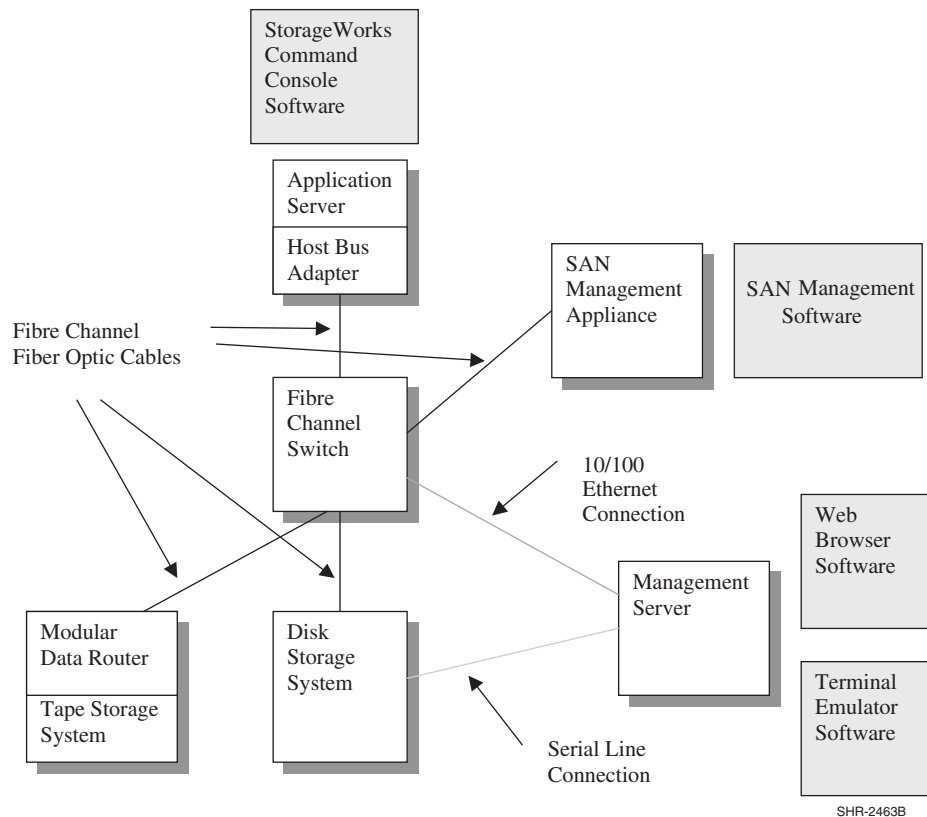 StorageWorks
Command
Console
Software
Application
Server
Host Bus
Adapter
SAN
Management
Appliance
SAN Management
Software
Fibre Channel
Fiber Optic Cables
Fibre
Channel
Switch
10/100
Ethernet
Connection
Web
Browser
Software
Management
Server
Modular
Data Router
Tape Storage
System
Disk
Storage
System
Terminal
Emulator
Software
Serial Line
Connection
SHR-2463B